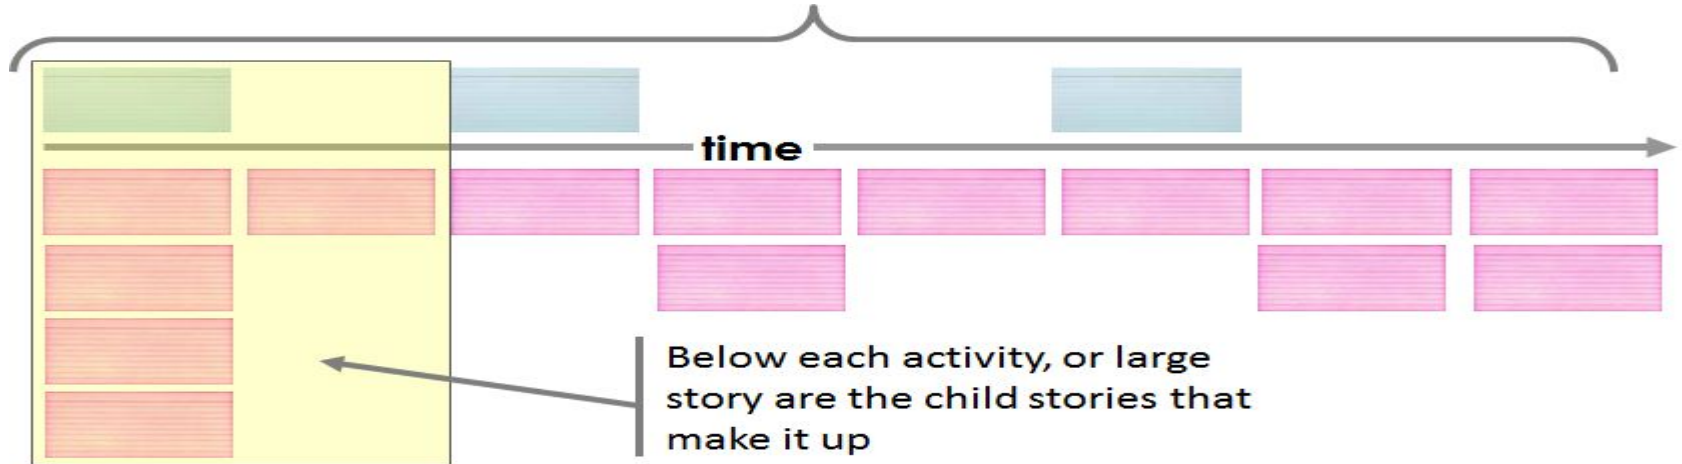 time
Below each activity, or large
story are the child stories that
make it up